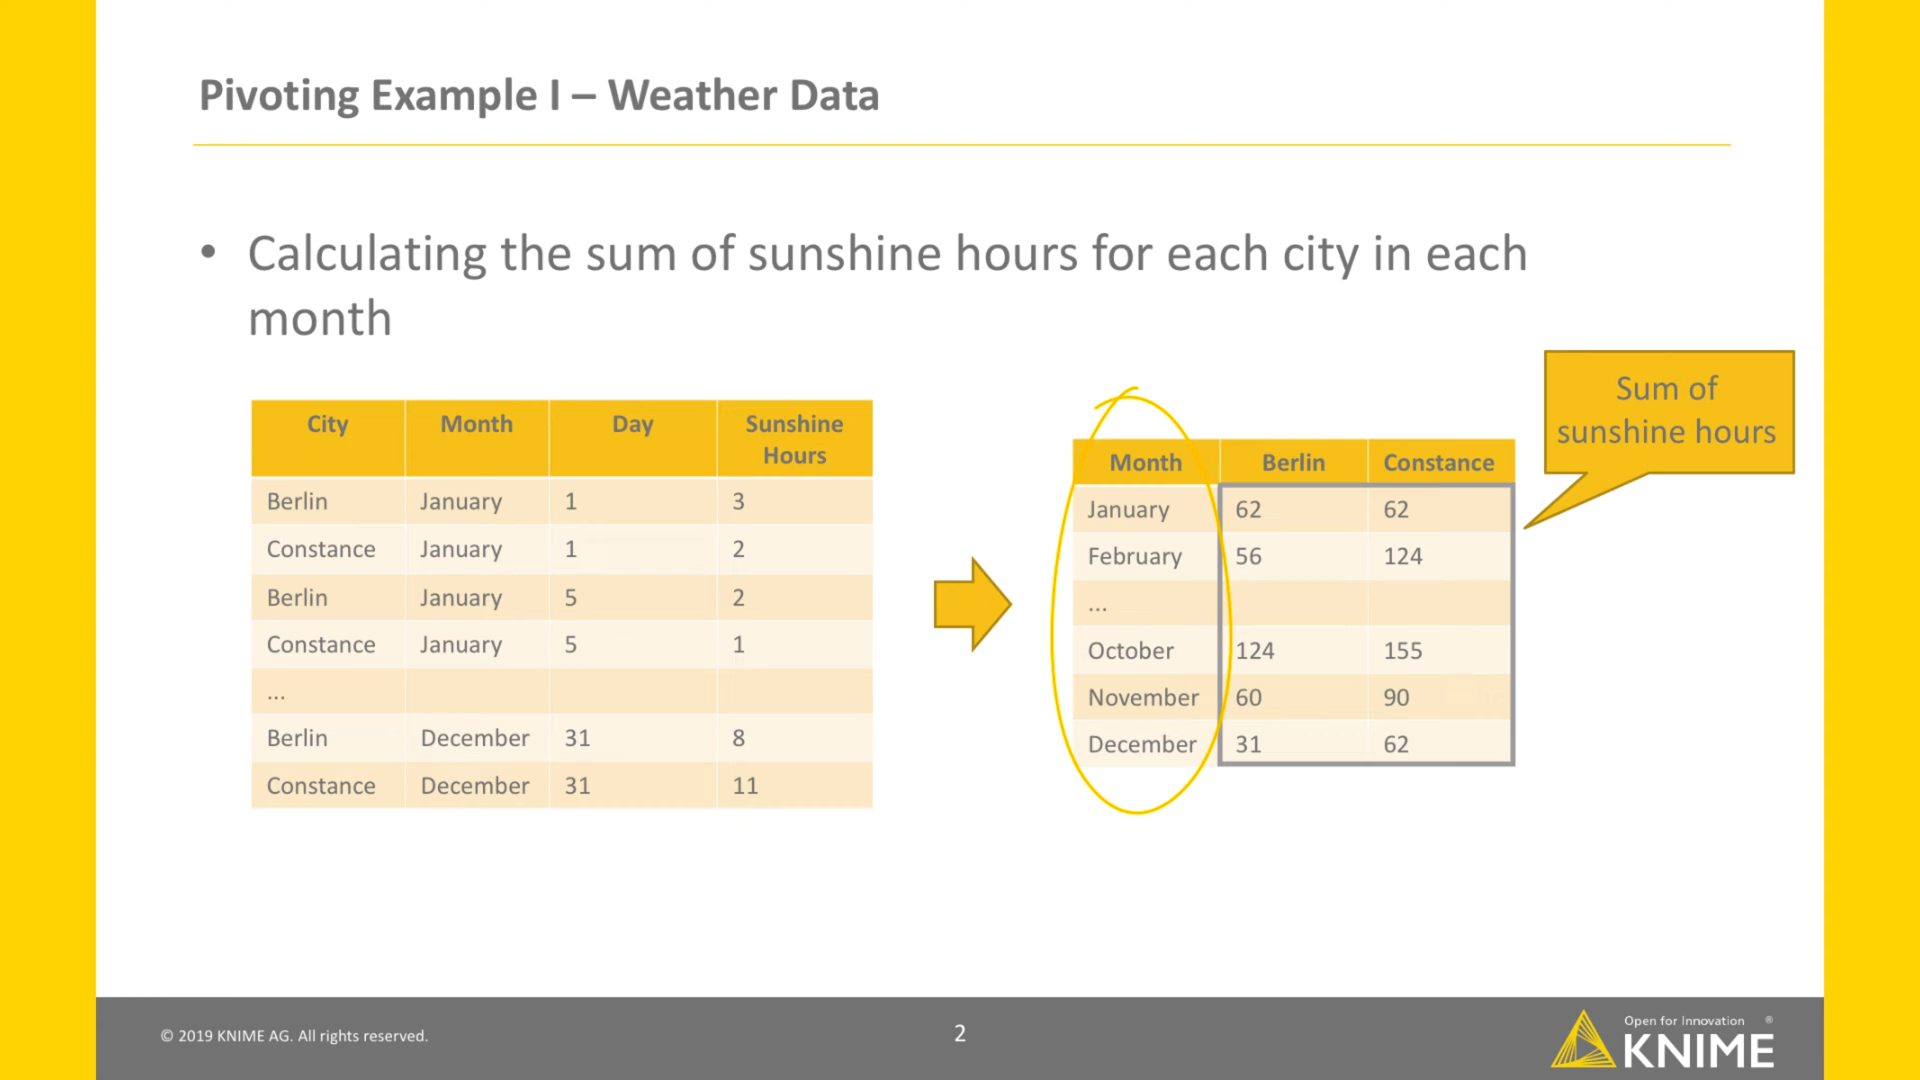 Pivoting Example I – Weather Data
• Calculating the sum of sunshine hours for each city in each
month
City Month Day Sunshine Hours
Berlin January 1 3
Constance January 1 2
Berlin January 5 2
Constance January 5 1
...
Berlin December 31 8
Constance December 31 11
Sum of
sunshine hours
Month Berlin Constance
January 62 62
February 56 124
...
October 124 155
November 60 90
December 31 62
© 2019 KNIME AG. All rights reserved.
2
Open for Innovation ®
KNIME